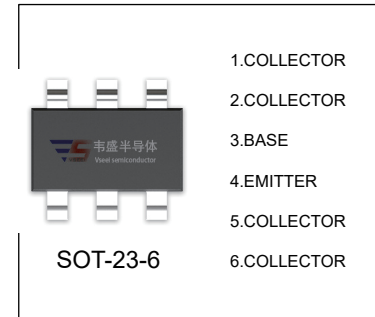 韦盛半导体
Vseei semiconductor
SOT-23-6
1.COLLECTOR
2.COLLECTOR
3.BASE
4.EMITTER
5.COLLECTOR
6.COLLECTOR